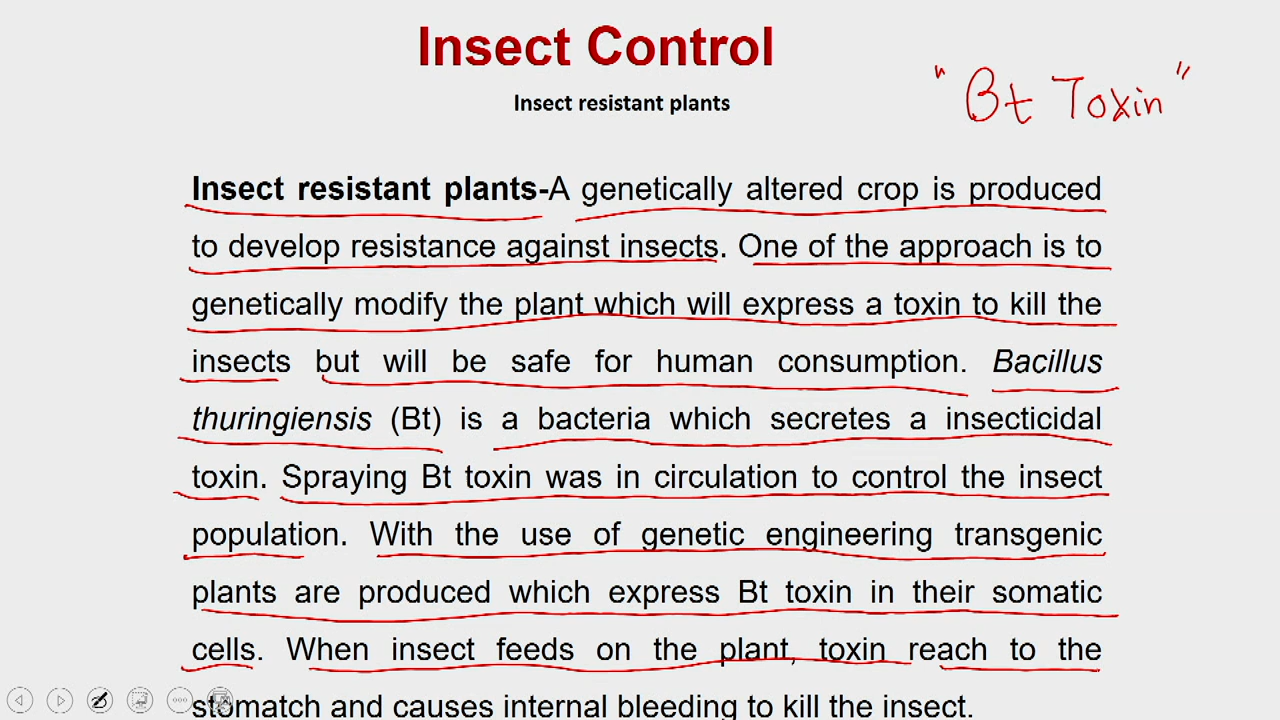 Insect Control
"Bt Toxin"
Insect resistant plants
Insect resistant plants-A genetically altered crop is produced
to develop resistance against insects. One of the approach is to
genetically modify the plant which will express a toxin to kill the
insects but will be safe for human consumption. Bacillus
thuringiensis (Bt) is a bacteria which secretes a insecticidal
toxin. Spraying Bt toxin was in circulation to control the insect
population. With the use of genetic engineering transgenic
plants are produced which express Bt toxin in their somatic
cells. When insect feeds on the plant, toxin reach to the
stomatch and causes internal bleeding to kill the insect.